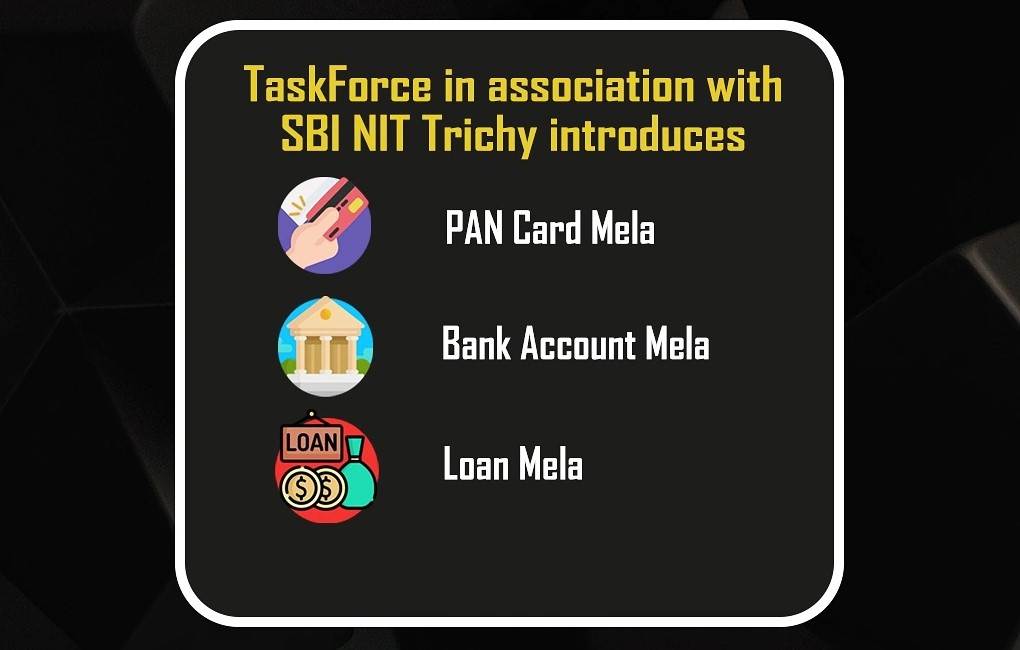 TaskForce in association with
SBI NIT Trichy introduces
PAN Card Mela
Bank Account Mela
LOAN
Loan Mela
$ $